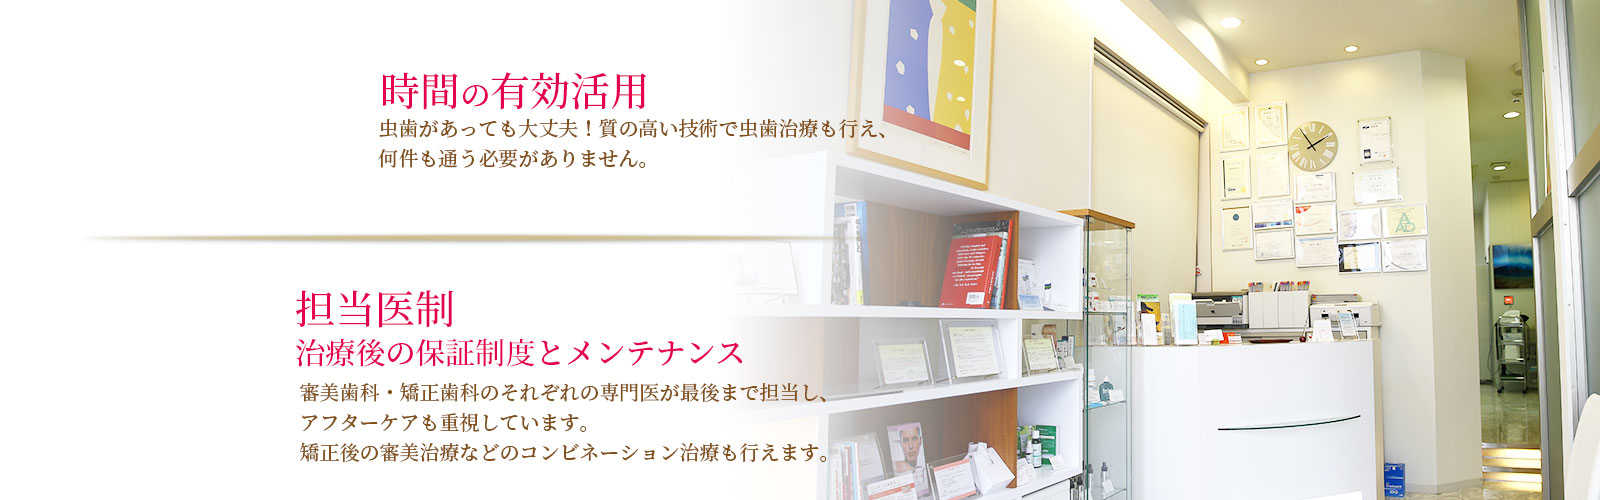 時間の有効活用
虫歯があっても大丈夫！質の高い技術で虫歯治療も行え、
何件も通う必要がありません。
担当医制
治療後の保証制度とメンテナンス
審美歯科・矯正歯科のそれぞれの専門医が最後まで担当し、
アフターケアも重視しています。
矯正後の審美治療などのコンビネーション治療も行えます。